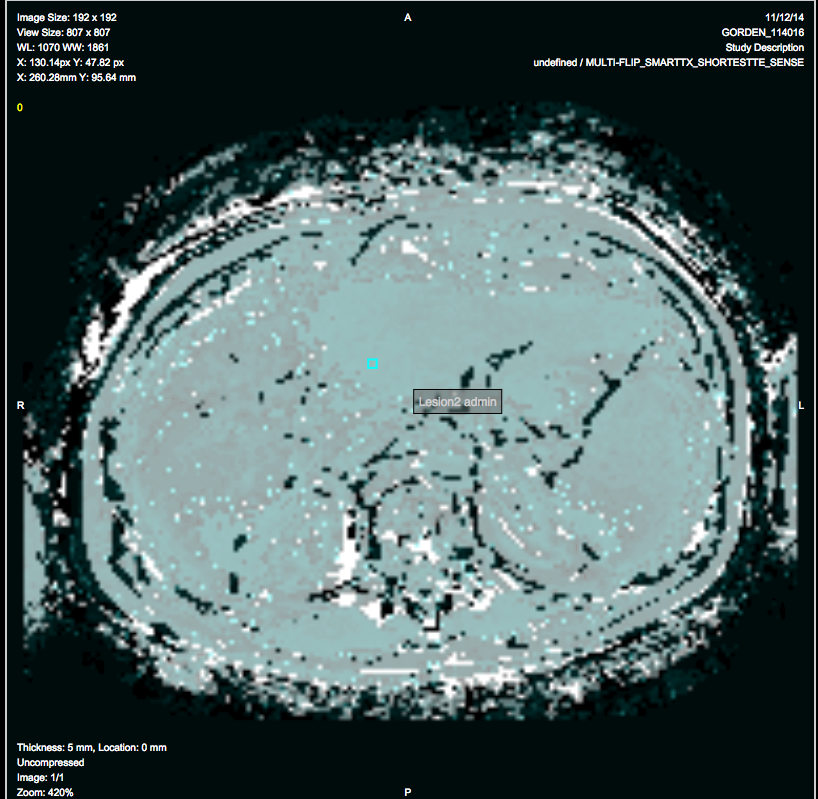 Image Size: 192 x 192
View Size: 807 x 807
WL: 1070 WW: 1861
X: 130.14px Y: 47.82 px
X: 260.28mm Y: 95.64 mm
0
A
11/12/14
GORDEN_114016
Study Description
undefined / MULTI-FLIP_SMARTTX_SHORTESTTE_SENSE
Lesion2 admin
R
L
Thickness: 5 mm, Location: 0 mm
Uncompressed
Image: 1/1
Zoom: 420%
P